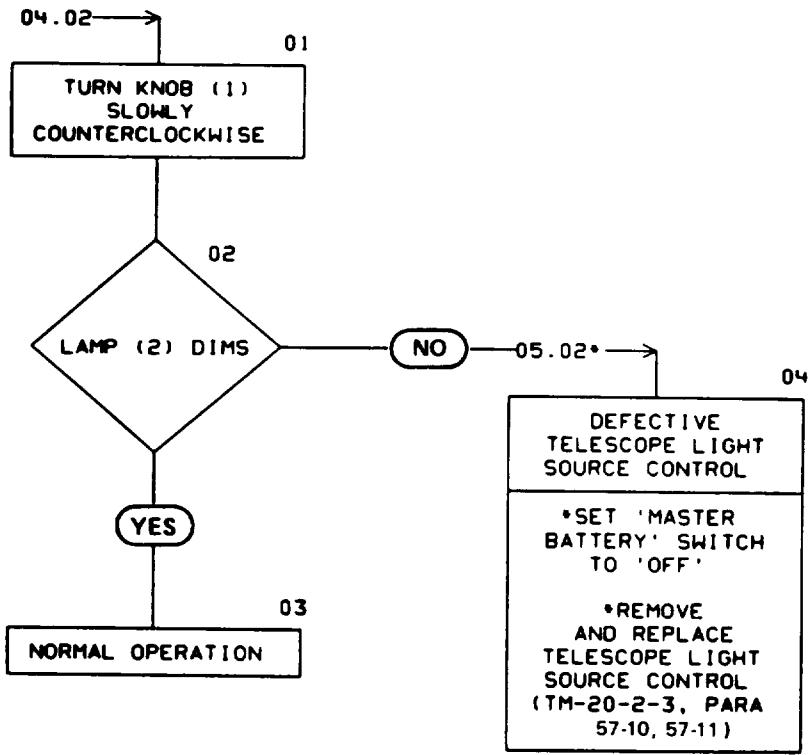 04.02
01
TURN KNOB (1)
SLOWLY
COUNTERCLOCKWISE
02
LAMP (2) DIMS
NO
05.02*
04
DEFECTIVE
TELESCOPE LIGHT
SOURCE CONTROL
*SET 'MASTER
BATTERY' SWITCH
TO 'OFF'
*REMOVE
AND REPLACE
TELESCOPE LIGHT
SOURCE CONTROL
(TM-20-2-3, PARA
57-10, 57-11)
YES
03
NORMAL OPERATION